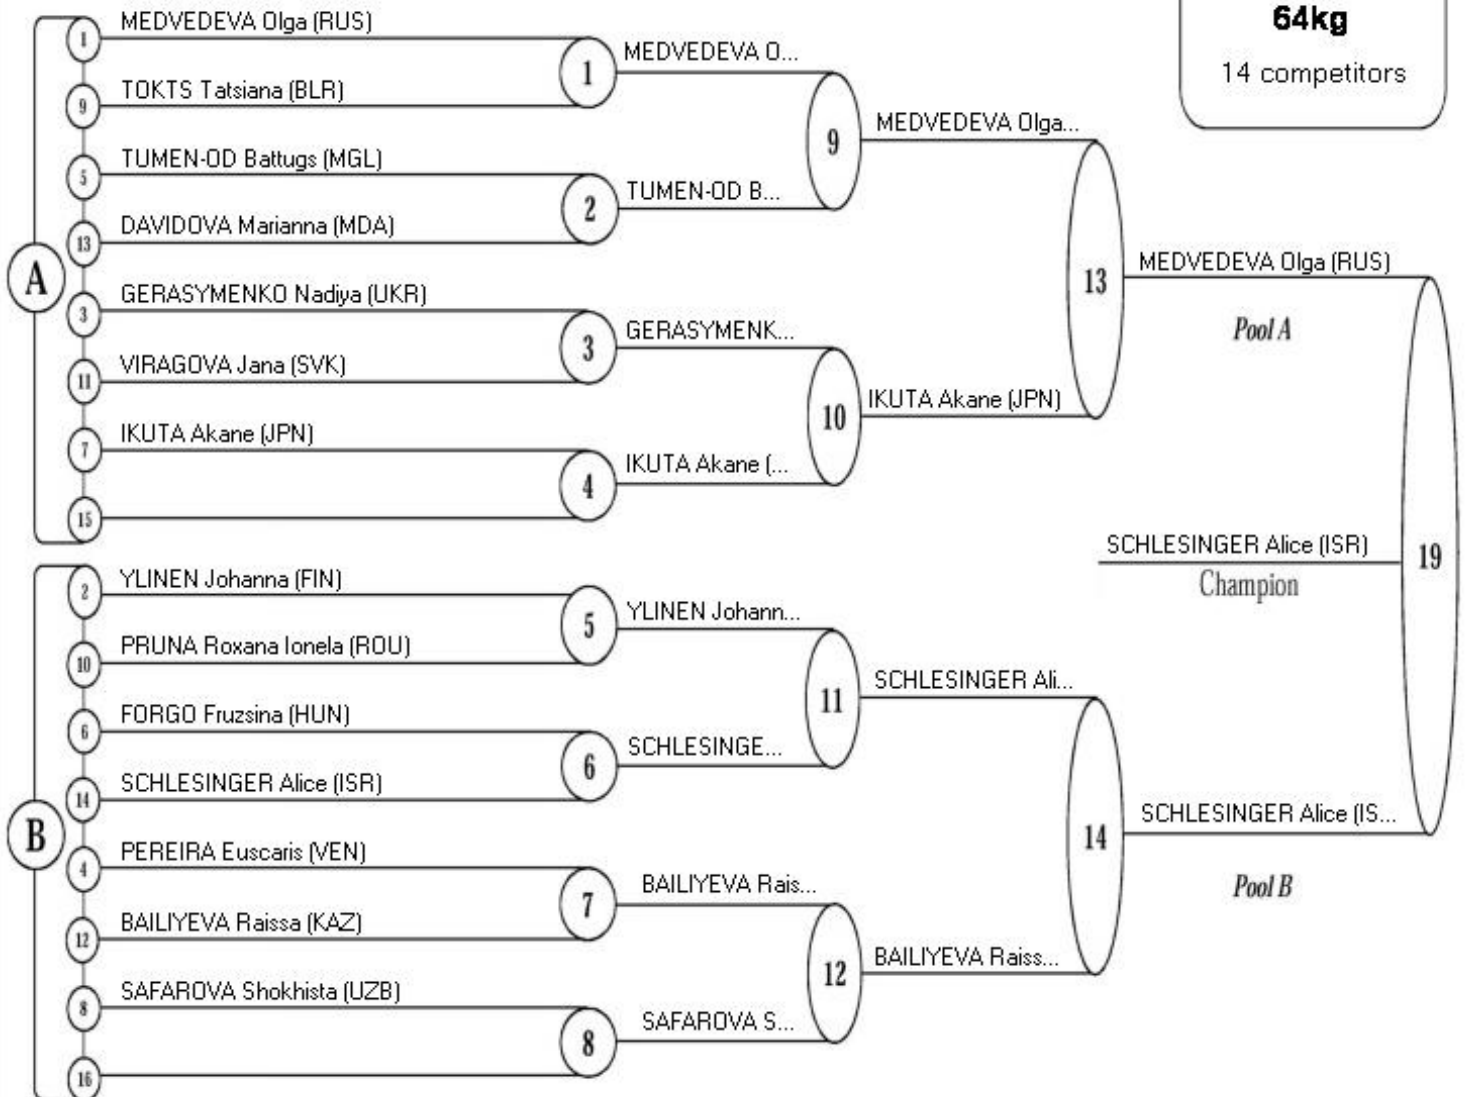 64kg
14 competitors
A
1
MEDVEDEVA Olga (RUS)
9
TOKTS Tatsiana (BLR)
5
TUMEN-OD Battugs (MGL)
13
DAVIDOVA Marianna (MDA)
3
GERASYMENKO Nadiya (UKR)
11
VIRAGOVA Jana (SVK)
7
IKUTA Akane (JPN)
15
1
2
3
4
MEDVEDEVA O...
TUMEN-OD B...
GERASYMENK...
IKUTA Akane (...
9
10
MEDVEDEVA Olga...
IKUTA Akane (JPN)
13
MEDVEDEVA Olga (RUS)
Pool A
B
2
YLINEN Johanna (FIN)
10
PRUNA Roxana Ionela (ROU)
6
FORGO Fruzsina (HUN)
14
SCHLESINGER Alice (ISR)
4
PEREIRA Euscaris (VEN)
12
BAILIYEVA Raissa (KAZ)
8
SAFAROVA Shokhista (UZB)
16
5
6
7
8
YLINEN Johann...
SCHLESINGE...
BAILIYEVA Rais...
SAFAROVA S...
11
12
SCHLESINGER Ali...
BAILIYEVA Raiss...
14
SCHLESINGER Alice (IS...
Pool B
19
SCHLESINGER Alice (ISR)
Champion